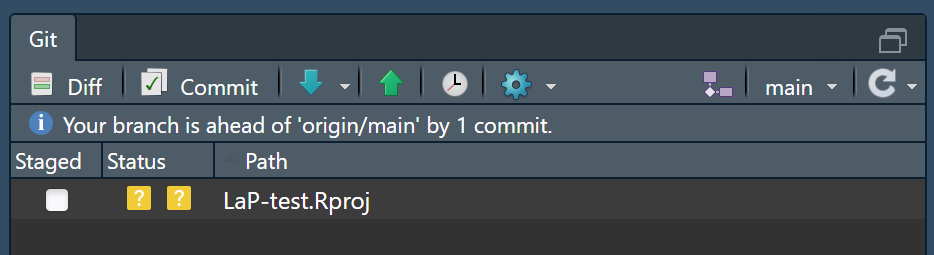 Git
Diff Commit main
Your branch is ahead of 'origin/main' by 1 commit.
Staged Status Path
? ? LaP-test.Rproj